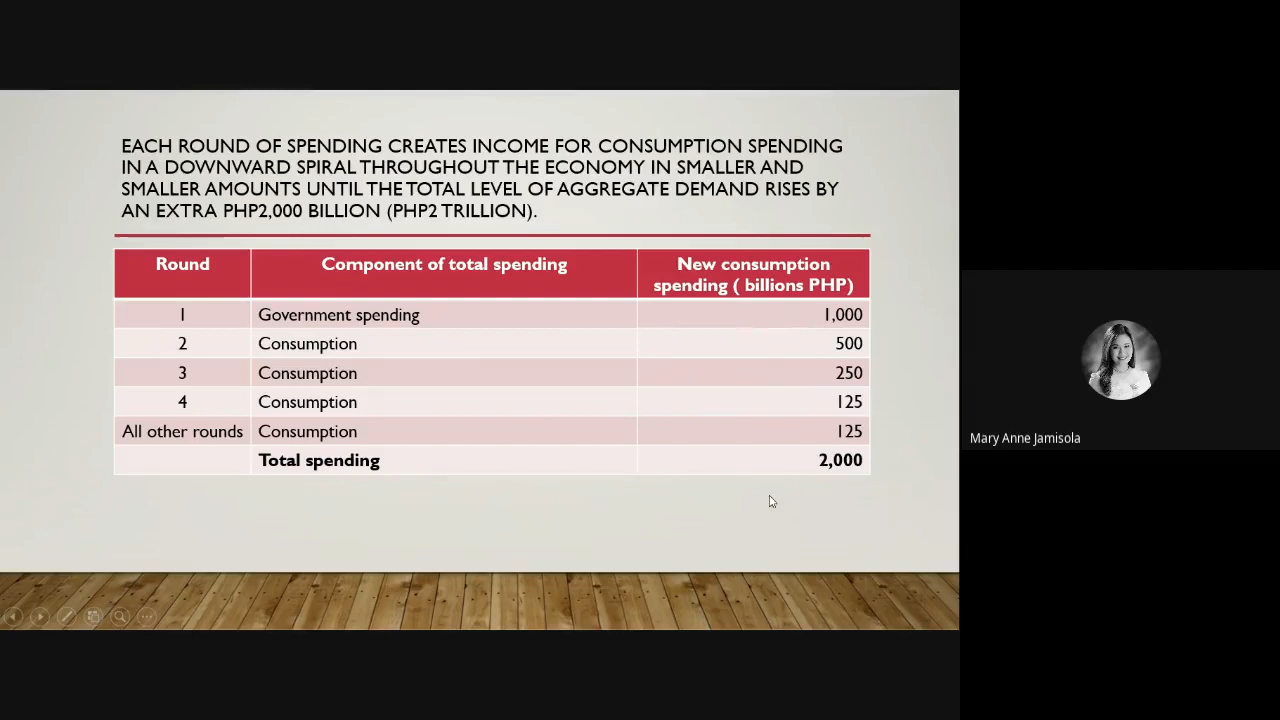 EACH ROUND OF SPENDING CREATES INCOME FOR CONSUMPTION SPENDING
IN A DOWNWARD SPIRAL THROUGHOUT THE ECONOMY IN SMALLER AND
SMALLER AMOUNTS UNTIL THE TOTAL LEVEL OF AGGREGATE DEMAND RISES BY
AN EXTRA PHP2,000 BILLION (PHP2 TRILLION).
Round Component of total spending New consumption
spending ( billions PHP)
1 Government spending 1,000
2 Consumption 500
3 Consumption 250
4 Consumption 125
All other rounds Consumption 125
Total spending 2,000
Mary Anne Jamisola